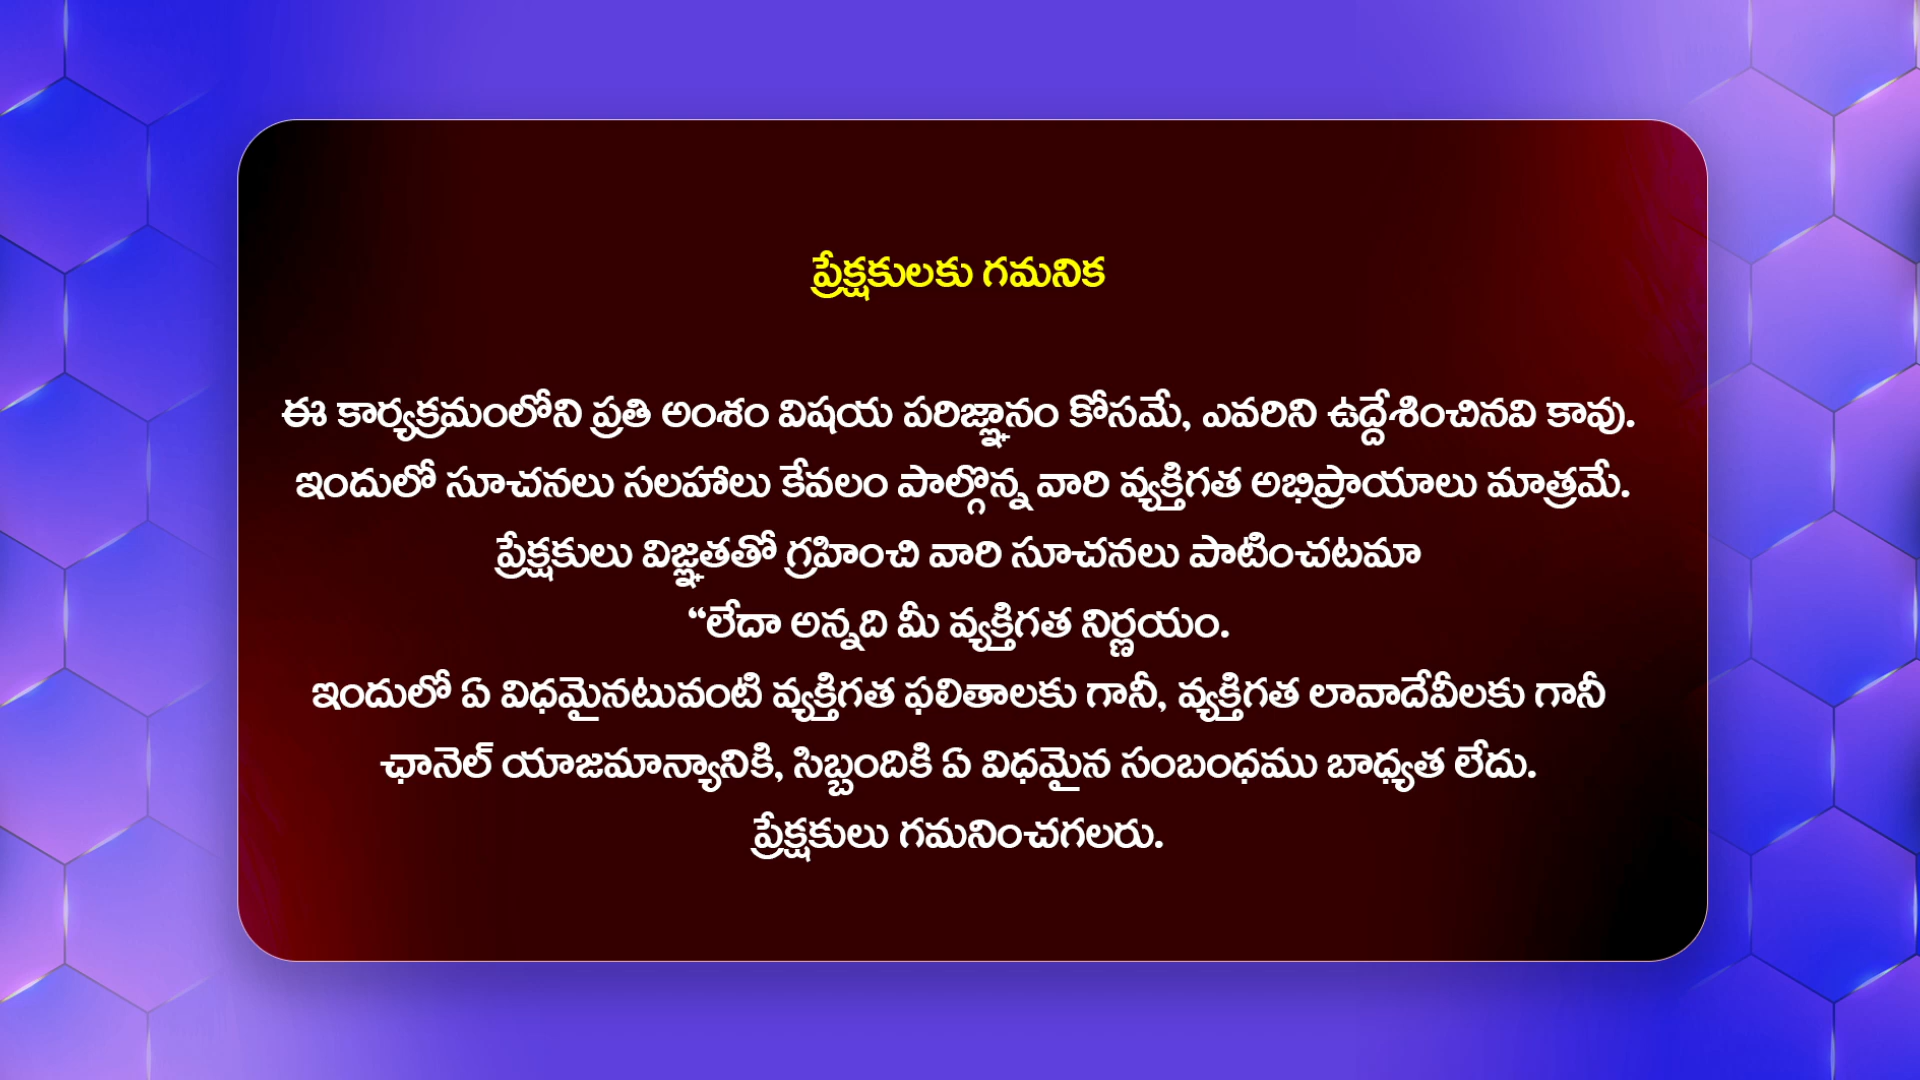 ప్రేక్షకులకు గమనిక
ఈ కార్యక్రమంలోని ప్రతి అంశం విషయ పరిజ్ఞానం కోసమే, ఎవరిని ఉద్దేశించినవి కావు.
ఇందులో సూచనలు సలహాలు కేవలం పాల్గొన్న వారి వ్యక్తిగత అభిప్రాయాలు మాత్రమే.
ప్రేక్షకులు విజ్ఞతతో గ్రహించి వారి సూచనలు పాటించటమా
“లేదా అన్నది మీ వ్యక్తిగత నిర్ణయం.
ఇందులో ఏ విధమైనటువంటి వ్యక్తిగత ఫలితాలకు గానీ, వ్యక్తిగత లావాదేవీలకు గానీ
ఛానెల్ యాజమాన్యానికి, సిబ్బందికి ఏ విధమైన సంబంధము బాధ్యత లేదు.
ప్రేక్షకులు గమనించగలరు.